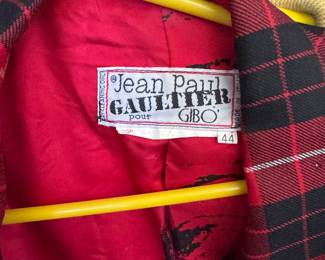 Jean Paul
GAULTIER
pour GIBO'
44